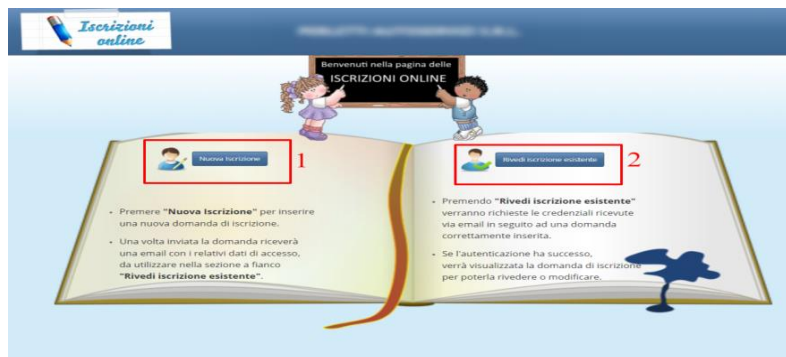 Iscrizioni
online
Benvenuti nella pagina delle
ISCRIZIONI ONLINE
Nuova Iscrizione
1
Premere "Nuova Iscrizione" per inserire
una nuova domanda di iscrizione.
Una volta inviata la domanda riceverà
una email con i relativi dati di accesso,
da utilizzare nella sezione a fianco
"Rivedi iscrizione esistente".
Rivedi iscrizione esistente
2
Premendo "Rivedi iscrizione esistente"
verranno richieste le credenziali ricevute
via email in seguito ad una domanda
correttamente inserita.
Se l'autenticazione ha successo,
verrà visualizzata la domanda di iscrizione
per poterla rivedere o modificare.